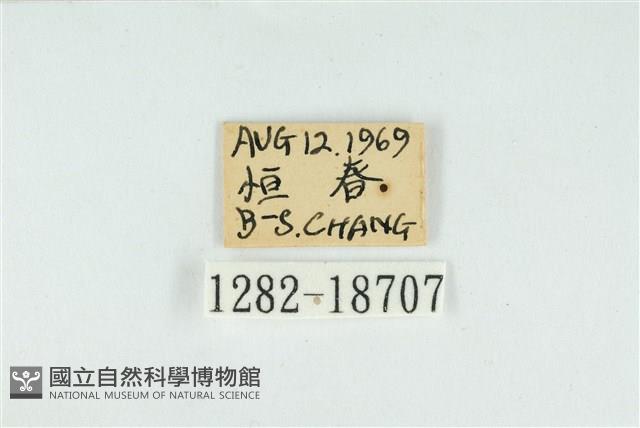 AUG 12.1969
恒 春
B-S.CHANG
1282-18707
國立自然科學博物館
NATIONAL MUSEUM OF NATURAL SCIENCE